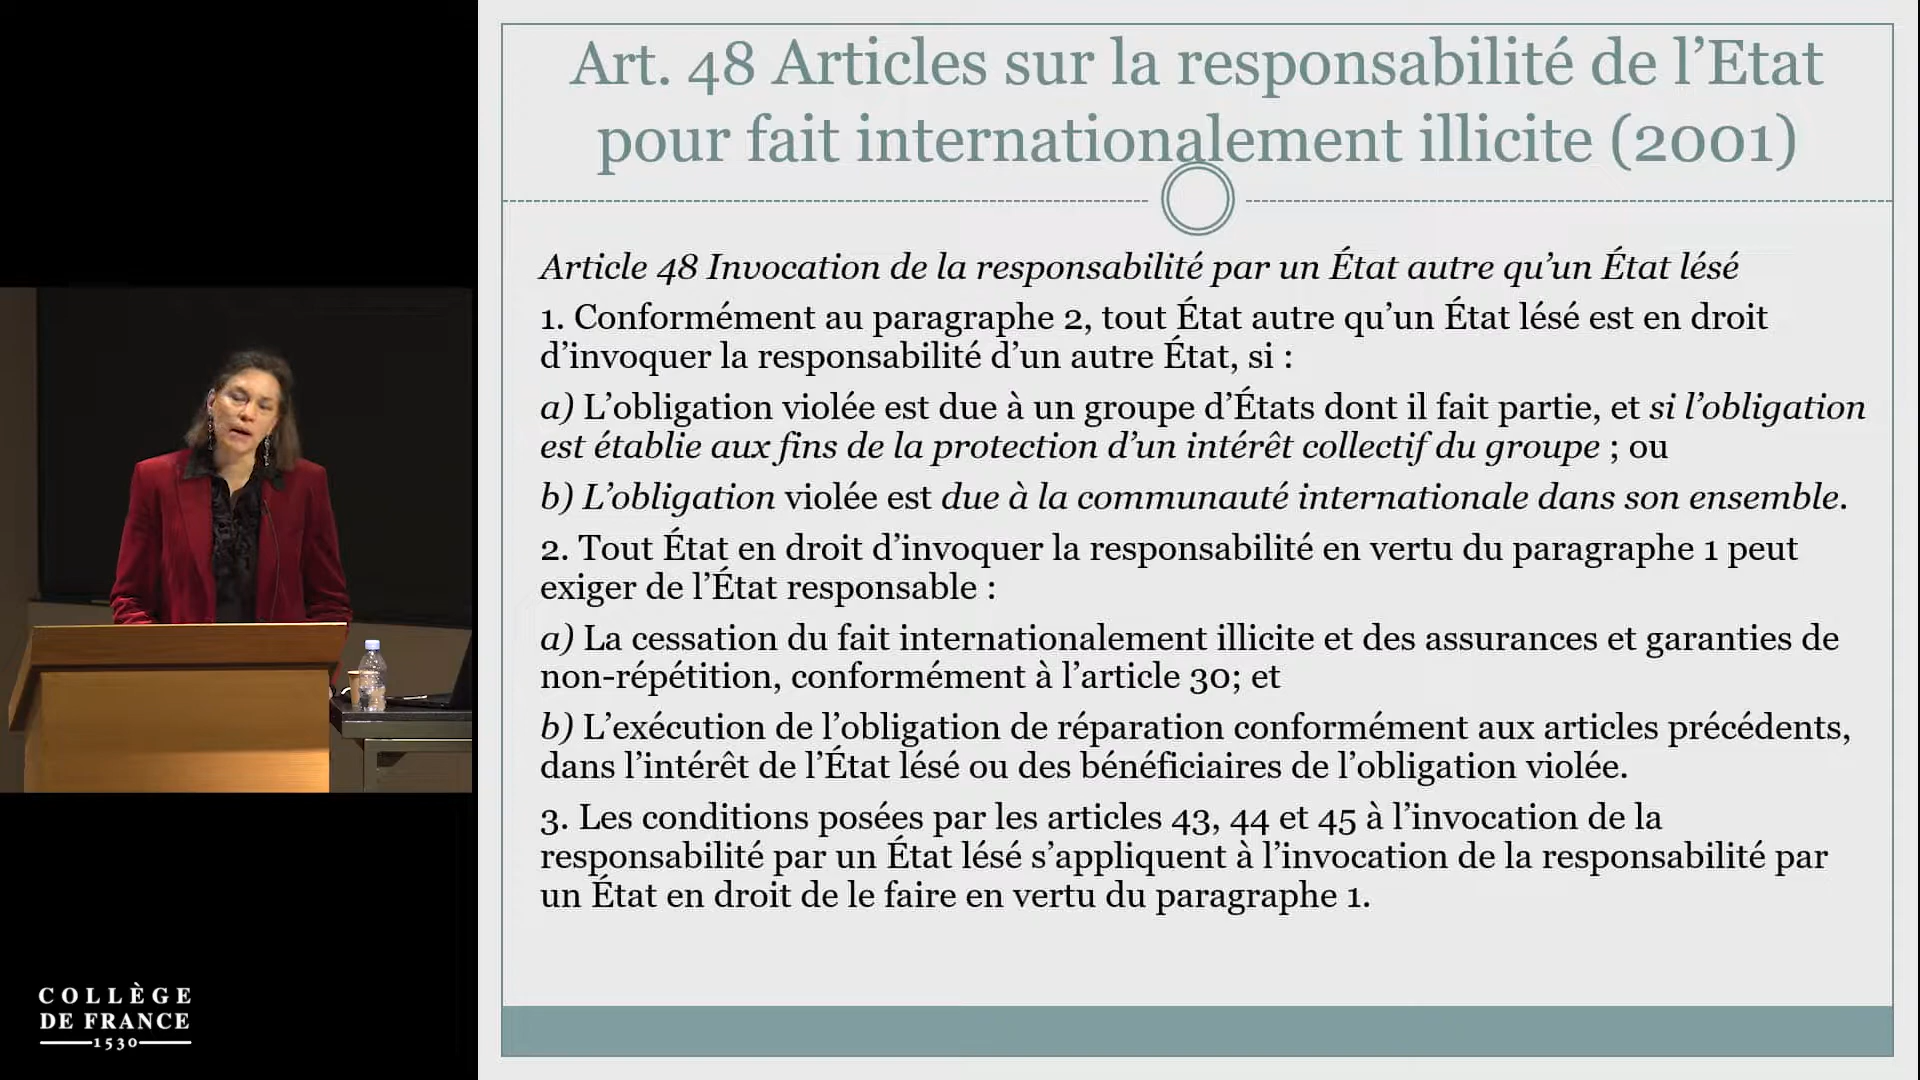 Art. 48 Articles sur la responsabilité de l’Etat
pour fait internationalement illicite (2001)
Article 48 Invocation de la responsabilité par un État autre qu’un État lésé
1. Conformément au paragraphe 2, tout État autre qu’un État lésé est en droit
d’invoquer la responsabilité d’un autre État, si :
a) L’obligation violée est due à un groupe d’États dont il fait partie, et si l’obligation
est établie aux fins de la protection d’un intérêt collectif du groupe ; ou
b) L’obligation violée est due à la communauté internationale dans son ensemble.
2. Tout État en droit d’invoquer la responsabilité en vertu du paragraphe 1 peut
exiger de l’État responsable :
a) La cessation du fait internationalement illicite et des assurances et garanties de
non-répétition, conformément à l’article 30; et
b) L’exécution de l’obligation de réparation conformément aux articles précédents,
dans l’intérêt de l’État lésé ou des bénéficiaires de l’obligation violée.
3. Les conditions posées par les articles 43, 44 et 45 à l’invocation de la
responsabilité par un État lésé s’appliquent à l’invocation de la responsabilité par
un État en droit de le faire en vertu du paragraphe 1.
COLLÈGE
DE FRANCE
1530